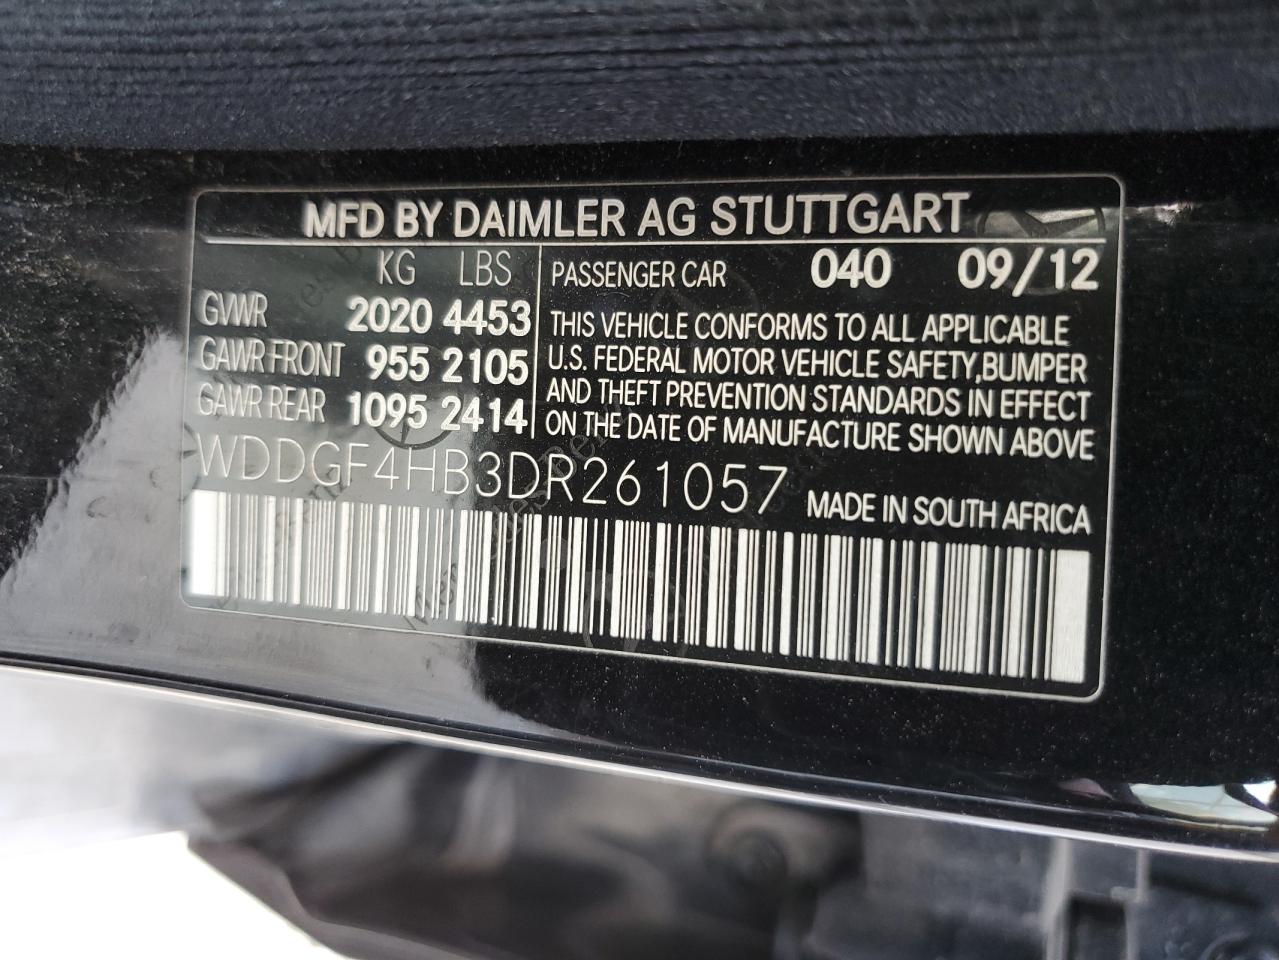 MFD BY DAIMLER AG STUTTGART
KG LBS
GVWR 2020 4453
GAWR FRONT 955 2105
GAWR REAR 1095 2414
PASSENGER CAR 040 09/12
THIS VEHICLE CONFORMS TO ALL APPLICABLE
U.S. FEDERAL MOTOR VEHICLE SAFETY,BUMPER
AND THEFT PREVENTION STANDARDS IN EFFECT
ON THE DATE OF MANUFACTURE SHOWN ABOVE
WDDGF4HB3DR261057 MADE IN SOUTH AFRICA